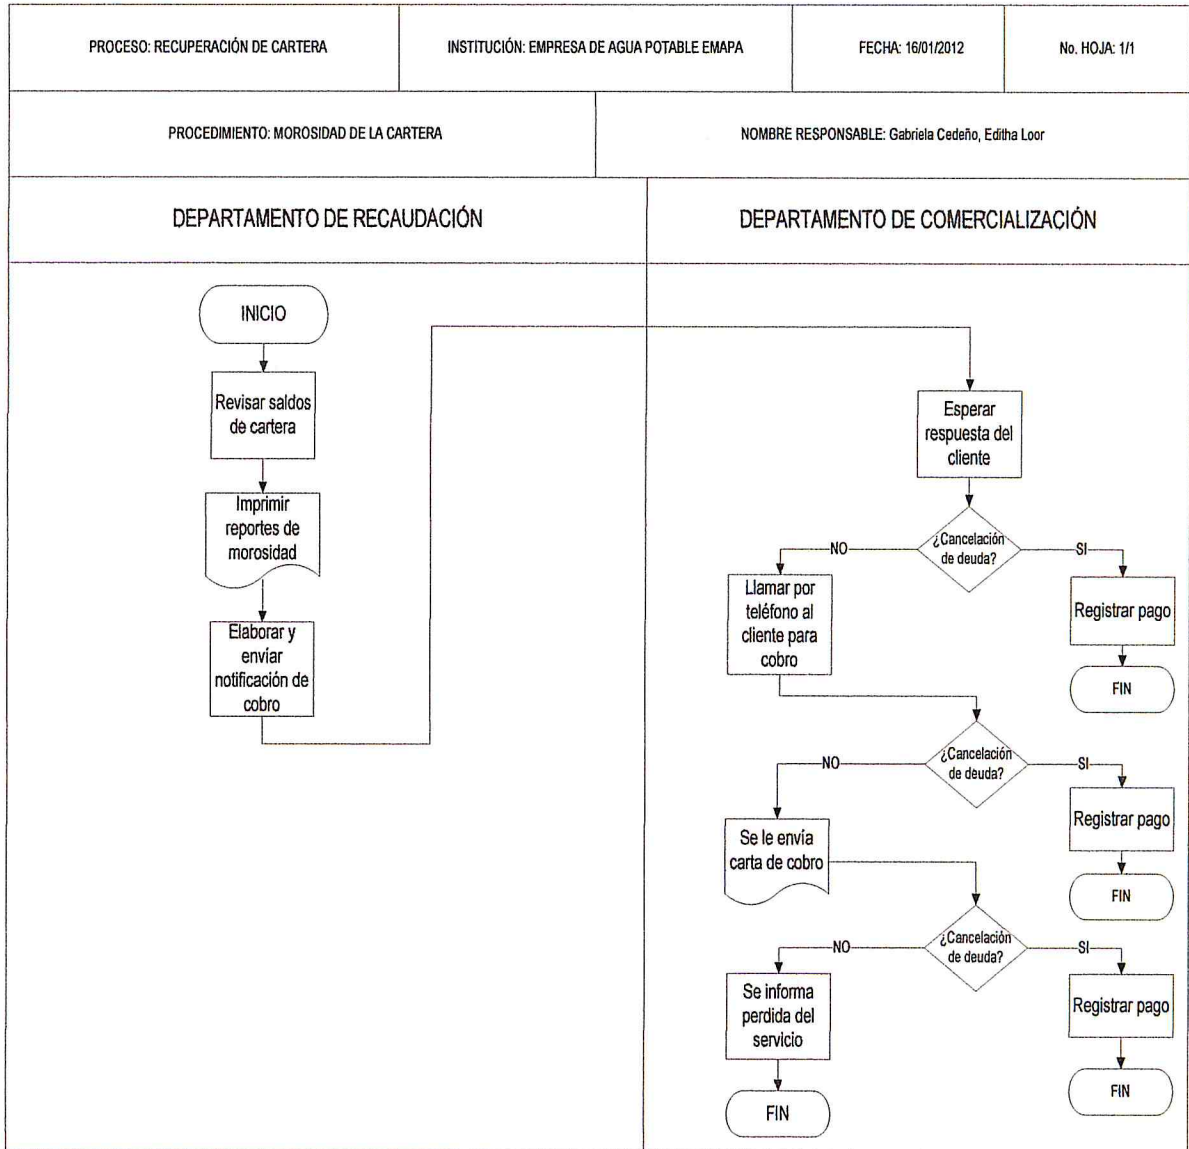 PROCESO: RECUPERACIÓN DE CARTERA
INSTITUCIÓN: EMPRESA DE AGUA POTABLE EMAPA
FECHA: 16/01/2012
No. HOJA: 1/1
PROCEDIMIENTO: MOROSIDAD DE LA CARTERA
NOMBRE RESPONSABLE: Gabriela Cedeño, Editha Loor
DEPARTAMENTO DE RECAUDACIÓN
DEPARTAMENTO DE COMERCIALIZACIÓN
INICIO
Revisar saldos
de cartera
Imprimir
reportes de
morosidad
Elaborar y
envíar
notificación de
cobro
Esperar
respuesta del
cliente
¿Cancelación
de deuda?
NO
SI
Llamar por
teléfono al
cliente para
cobro
Registrar pago
FIN
¿Cancelación
de deuda?
NO
SI
Se le envía
carta de cobro
Registrar pago
FIN
¿Cancelación
de deuda?
NO
SI
Se informa
perdida del
servicio
Registrar pago
FIN
FIN